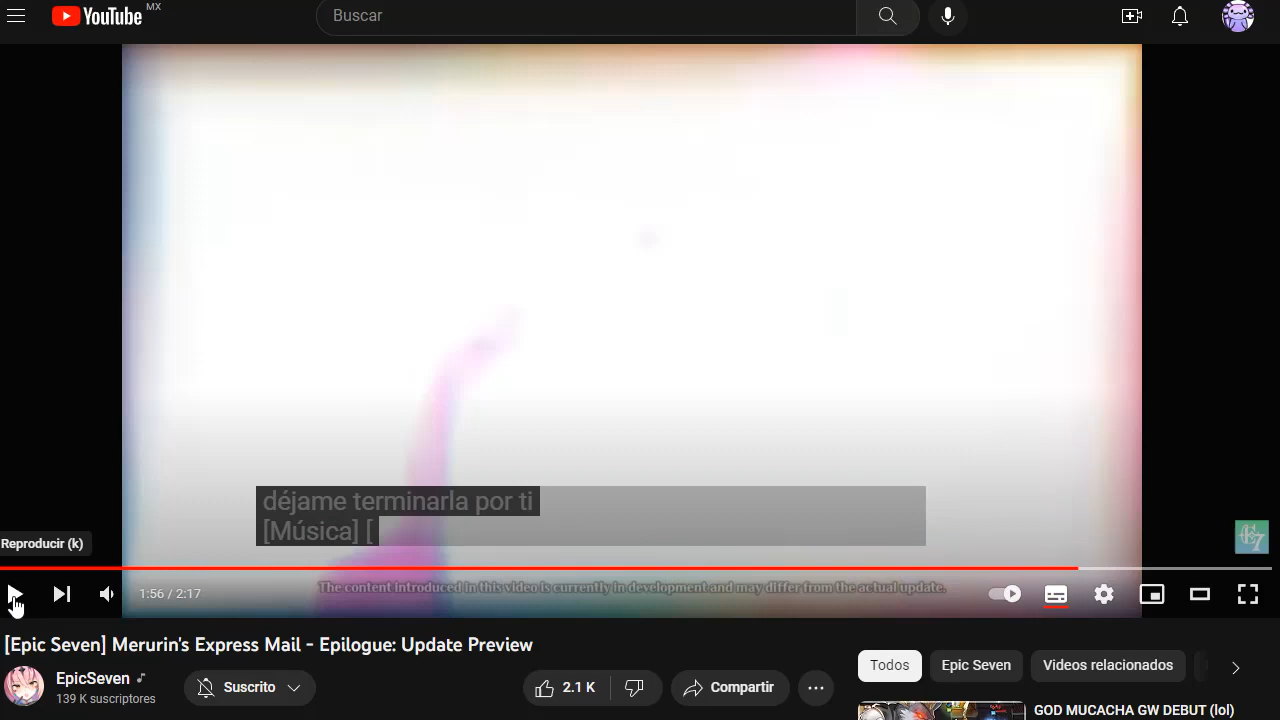 YouTube MX
Buscar
déjame terminarla por ti
[Música] [
Reproducir (k)
E7
1:56 / 2:17
The content introduced in this video is currently in development and may differ from the actual update.
[Epic Seven] Merurin's Express Mail - Epilogue: Update Preview
EpicSeven
139 K suscriptores
Suscrito
2.1 K
Compartir
Todos
Epic Seven
Videos relacionados
GOD MUCACHA GW DEBUT (lol)